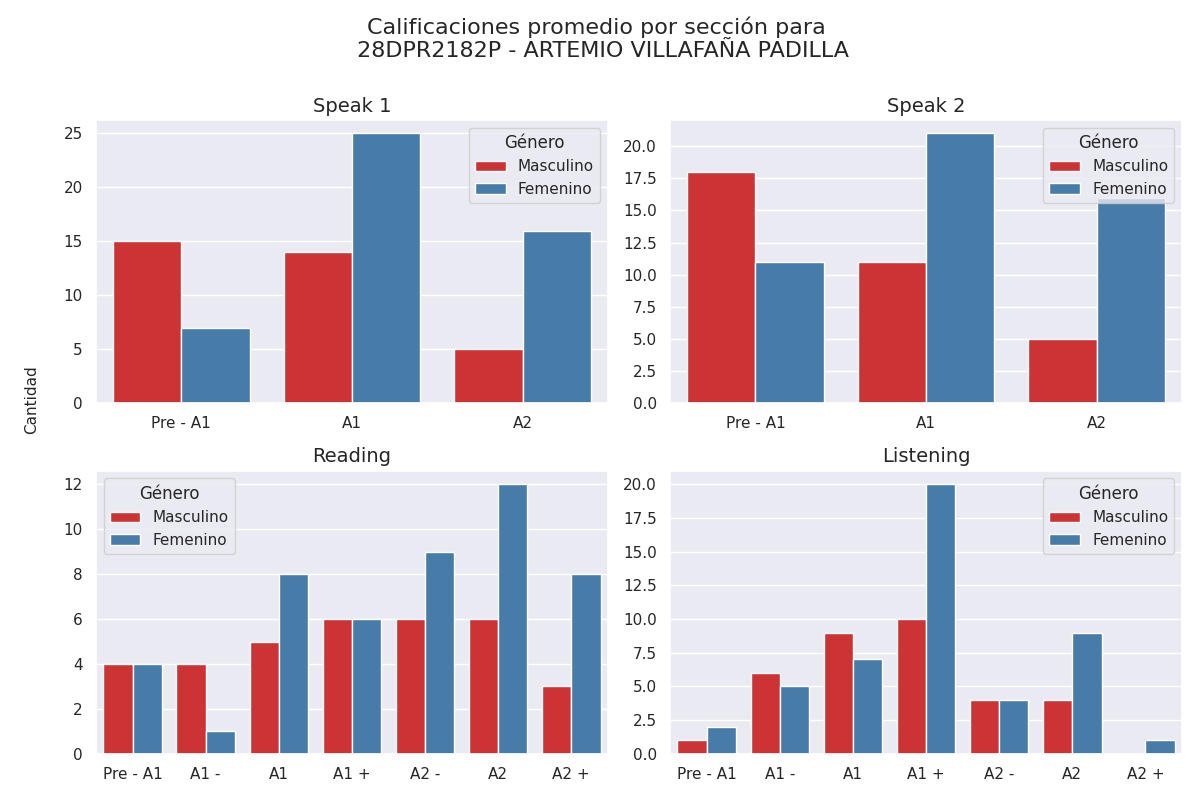 Calificaciones promedio por sección para
28DPR2182P - ARTEMIO VILLAFAÑA PADILLA
Cantidad
Speak 1
25
20
15
10
5
0
Pre - A1 A1 A2
Género
Masculino
Femenino
Speak 2
20.0
17.5
15.0
12.5
10.0
7.5
5.0
2.5
0.0
Pre - A1 A1 A2
Género
Masculino
Femenino
Reading
12
10
8
6
4
2
0
Pre - A1 A1 - A1 A1 + A2 - A2 A2 +
Género
Masculino
Femenino
Listening
20.0
17.5
15.0
12.5
10.0
7.5
5.0
2.5
0.0
Pre - A1 A1 - A1 A1 + A2 - A2 A2 +
Género
Masculino
Femenino